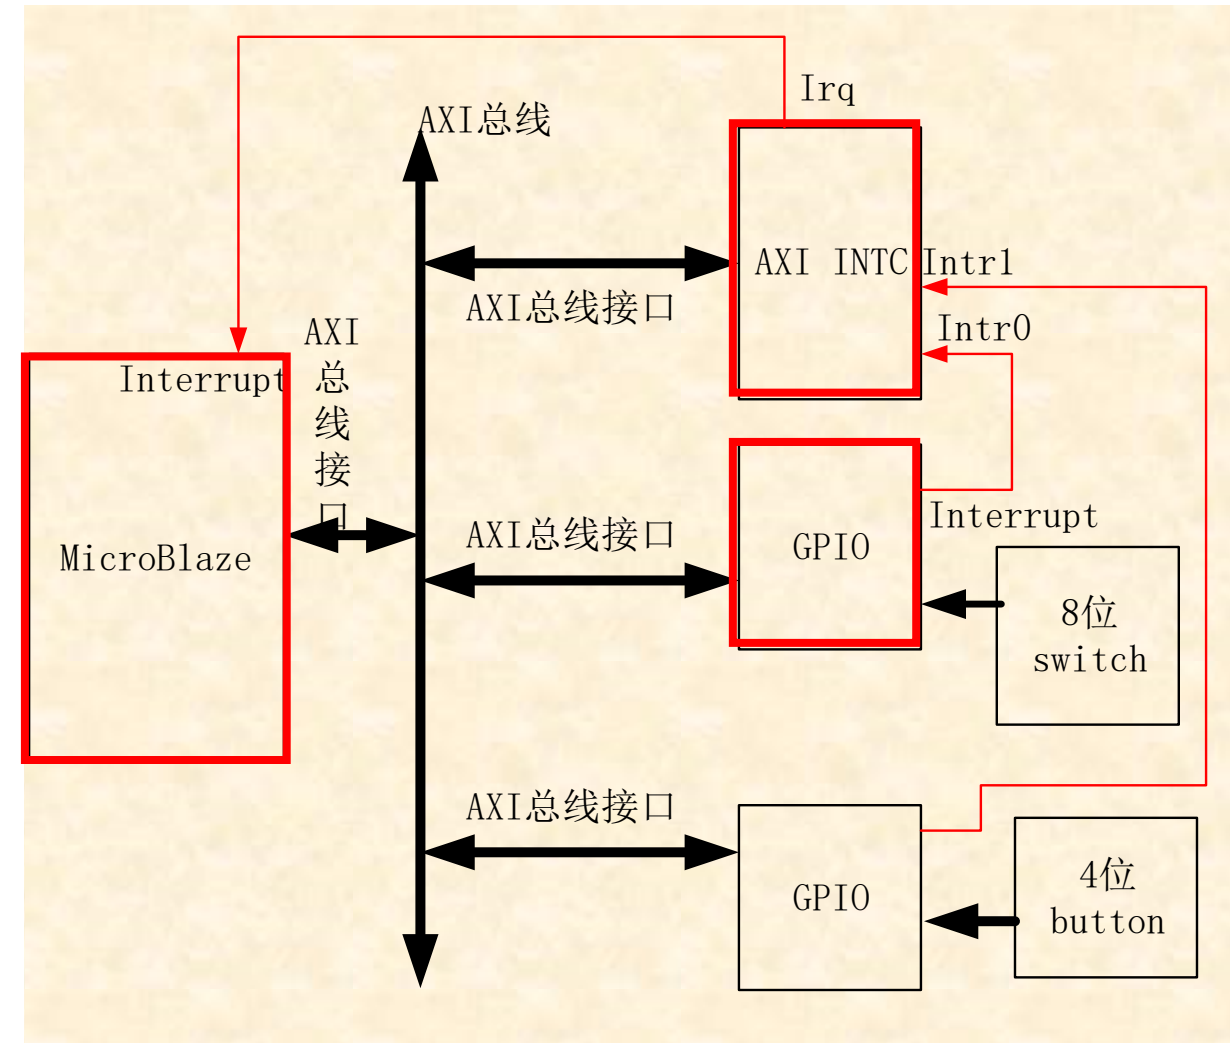 Irq
AXI总线
AXI INTC
Intr1
AXI总线接口
Intr0
AXI
总
线
接
口
Interrupt
AXI总线接口
GPIO
Interrupt
MicroBlaze
8位
switch
AXI总线接口
GPIO
4位
button